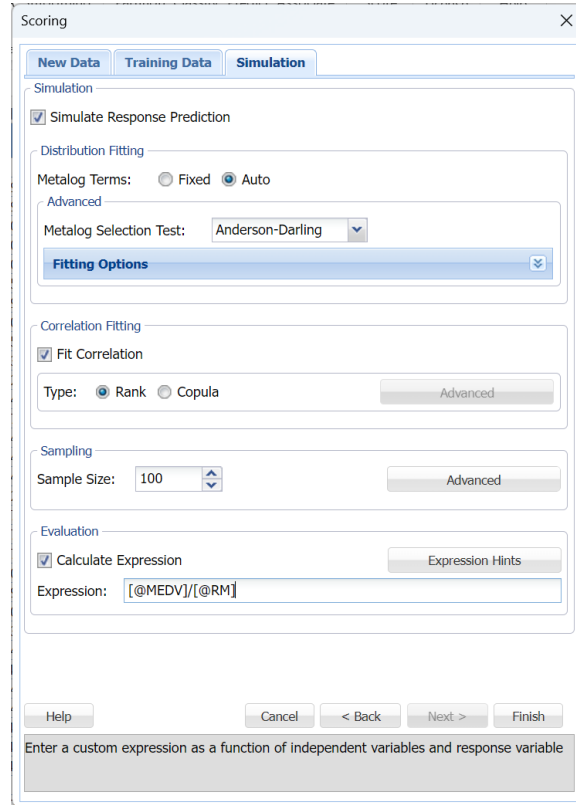 Scoring
New Data Training Data Simulation
Simulation
Simulate Response Prediction
Distribution Fitting
Metalog Terms: Fixed Auto
Advanced
Metalog Selection Test: Anderson-Darling
Fitting Options
Correlation Fitting
Fit Correlation
Type: Rank Copula Advanced
Sampling
Sample Size: 100 Advanced
Evaluation
Calculate Expression Expression Hints
Expression: [@MEDV]/[@RM]
Help Cancel < Back Next > Finish
Enter a custom expression as a function of independent variables and response variable